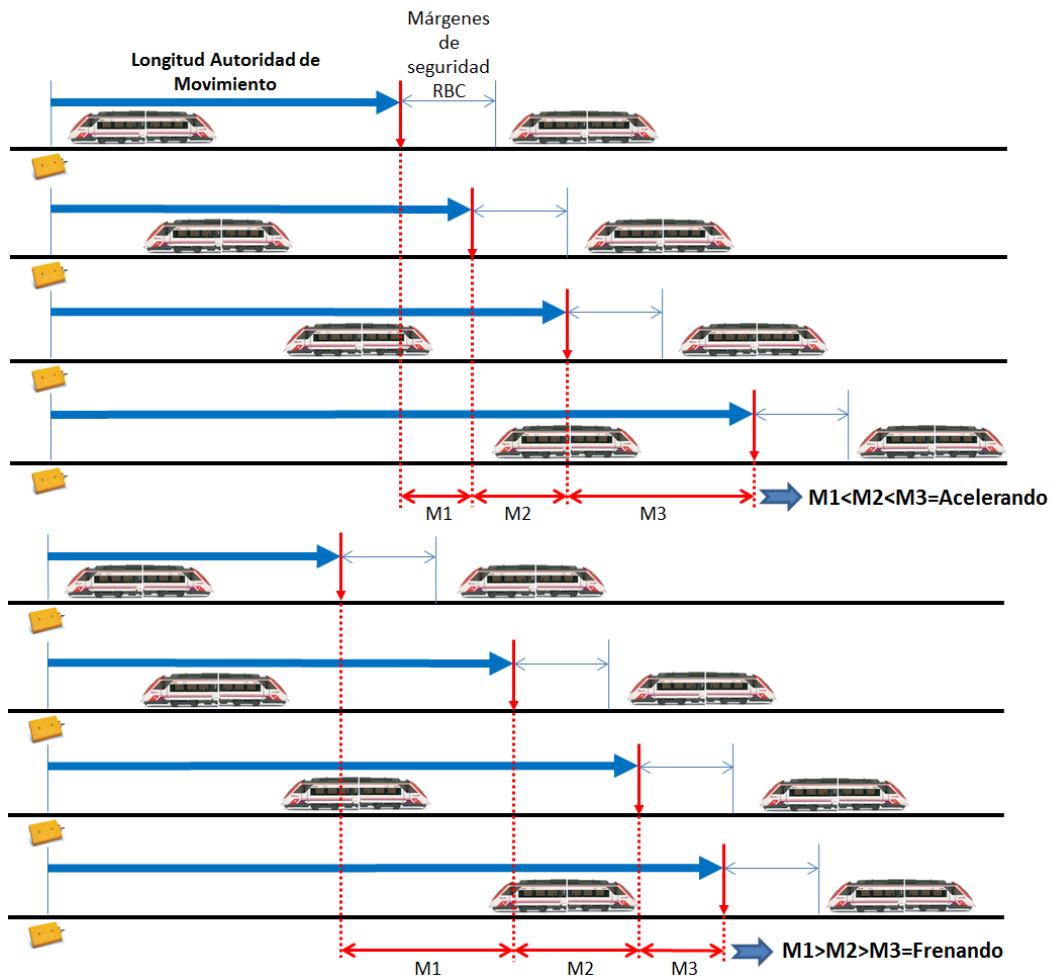 Márgenes
de
seguridad
RBC
Longitud Autoridad de
Movimiento
M1 M2 M3
M1<M2<M3=Acelerando
M1 M2 M3
M1>M2>M3=Frenando